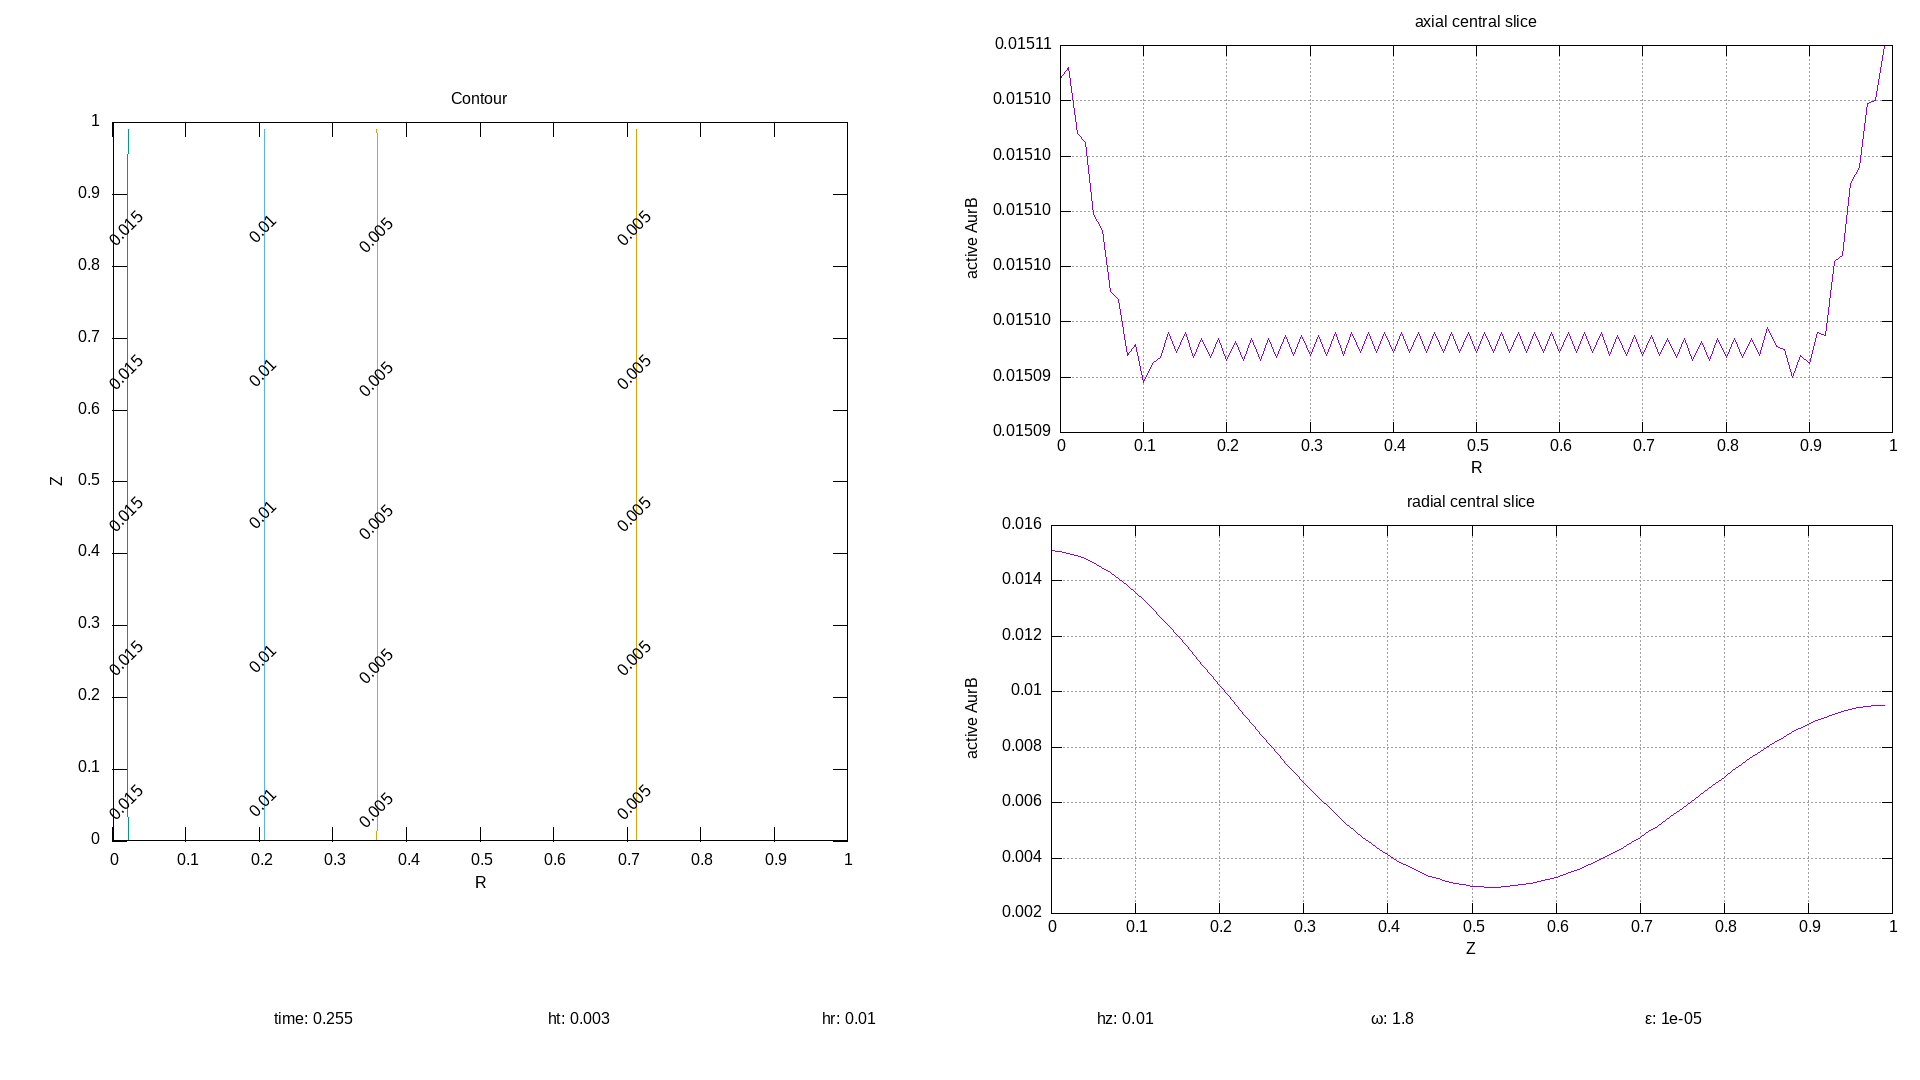 Contour
1
0.9
0.8
0.7
0.6
0.5
0.4
0.3
0.2
0.1
0
Z
0.015 0.01 0.005 0.005
0.015 0.01 0.005 0.005
0.015 0.01 0.005 0.005
0.015 0.01 0.005 0.005
0.015 0.01 0.005 0.005
0 0.1 0.2 0.3 0.4 0.5 0.6 0.7 0.8 0.9 1
R
axial central slice
0.01511
0.01510
0.01510
0.01510
0.01510
0.01510
0.01509
0.01509
active AurB
0 0.1 0.2 0.3 0.4 0.5 0.6 0.7 0.8 0.9 1
R
radial central slice
0.016
0.014
0.012
0.01
0.008
0.006
0.004
0.002
active AurB
0 0.1 0.2 0.3 0.4 0.5 0.6 0.7 0.8 0.9 1
Z
time: 0.255 ht: 0.003 hr: 0.01 hz: 0.01 ω: 1.8 ε: 1e-05